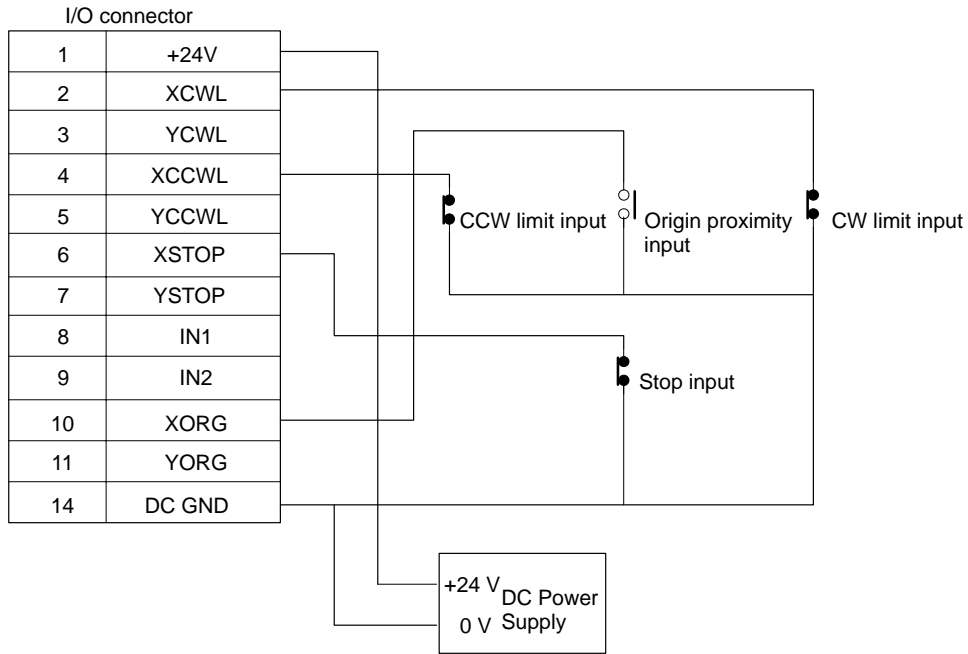 I/O connector
1 +24V
2 XCWL
3 YCWL
4 XCCWL
5 YCCWL
6 XSTOP
7 YSTOP
8 IN1
9 IN2
10 XORG
11 YORG
14 DC GND
CCW limit input
Origin proximity
input
CW limit input
Stop input
+24 V
0 V
DC Power
Supply